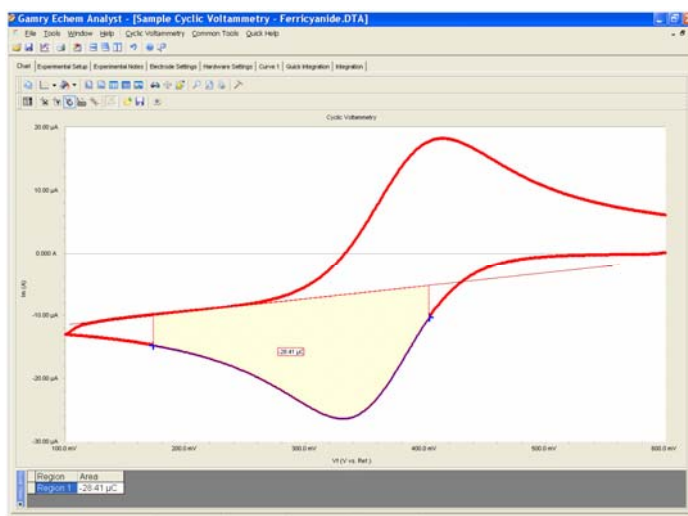 Gamry Echem Analyst - [Sample Cyclic Voltammetry - Ferricyanide.DTA]
File Tools Window Help Cyclic Voltammetry Common Tools Quick Help
Chart Experimental Setup Experimental Notes Electrode Settings Hardware Settings Curve 1 Quick Integration Integration
Cyclic Voltammetry
20.00 µA
10.00 µA
0.000 A
-10.00 µA
-20.00 µA
-30.00 µA
Im (A)
-28.41 µC
100.0 mV 200.0 mV 300.0 mV 400.0 mV 500.0 mV 600.0 mV
Vf (V vs. Ref.)
Region Area
Region 1 -28.41 µC